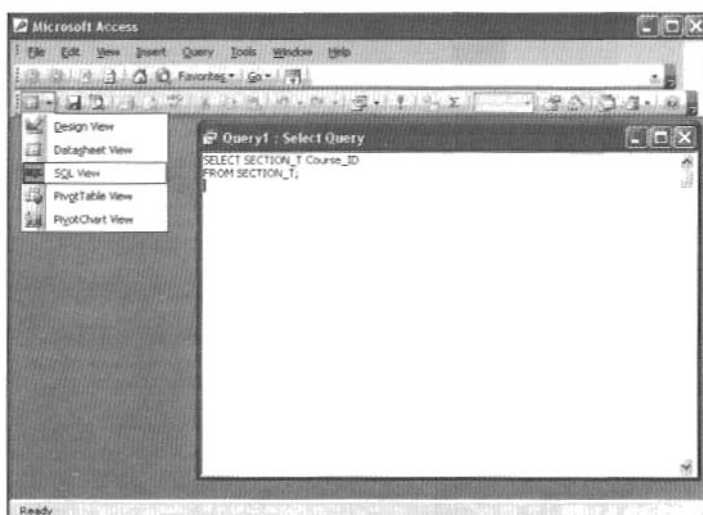 Microsoft Access
File Edit View Insert Query Tools Window Help
Favorites Go
Design View
Datasheet View
SQL View
PivotTable View
PivotChart View
Query1 : Select Query
SELECT SECTION_T Course_ID
FROM SECTION_T;
Ready